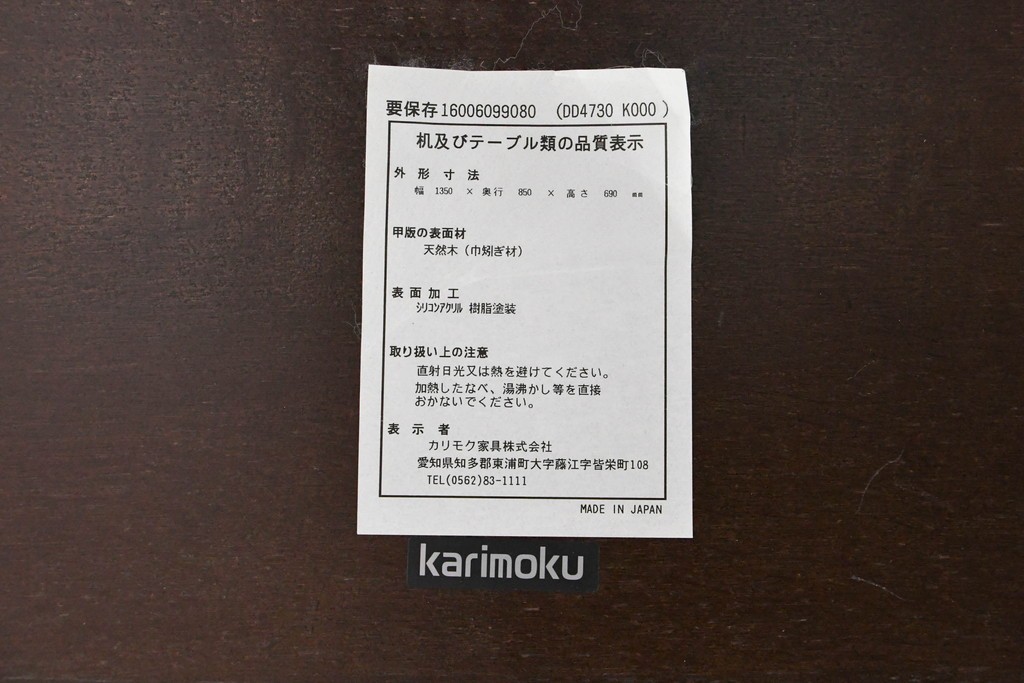 要保存16006099080 (DD4730 K000 )
机及びテーブル類の品質表示
外形寸法
幅 1350 × 奥行 850 × 高さ 690 mm
甲版の表面材
天然木（巾矧ぎ材）
表面加工
ｼﾘｺﾝｱｸﾘﾙ 樹脂塗装
取り扱い上の注意
直射日光又は熱を避けてください。
加熱したなべ、湯沸かし等を直接
おかないでください。
表示者
カリモク家具株式会社
愛知県知多郡東浦町大字藤江字皆栄町108
TEL(0562)83-1111
MADE IN JAPAN
karimoku